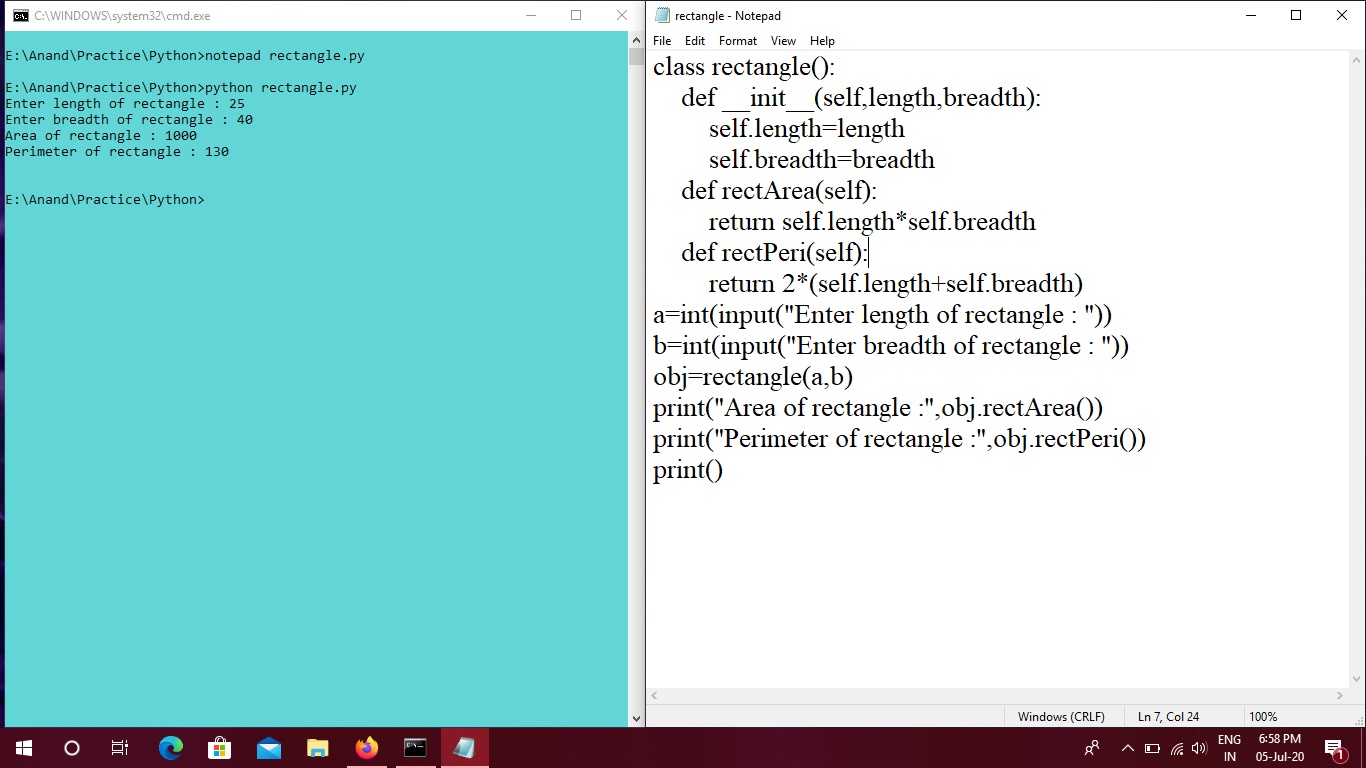 C:\WINDOWS\system32\cmd.exe
E:\Anand\Practice\Python>notepad rectangle.py
E:\Anand\Practice\Python>python rectangle.py
Enter length of rectangle : 25
Enter breadth of rectangle : 40
Area of rectangle : 1000
Perimeter of rectangle : 130
E:\Anand\Practice\Python>
rectangle - Notepad
File Edit Format View Help
class rectangle():
    def __init__(self,length,breadth):
        self.length=length
        self.breadth=breadth
    def rectArea(self):
        return self.length*self.breadth
    def rectPeri(self):
        return 2*(self.length+self.breadth)
a=int(input("Enter length of rectangle : "))
b=int(input("Enter breadth of rectangle : "))
obj=rectangle(a,b)
print("Area of rectangle :",obj.rectArea())
print("Perimeter of rectangle :",obj.rectPeri())
print()
Windows (CRLF) Ln 7, Col 24 100%
ENG 6:58 PM
IN 05-Jul-20 1